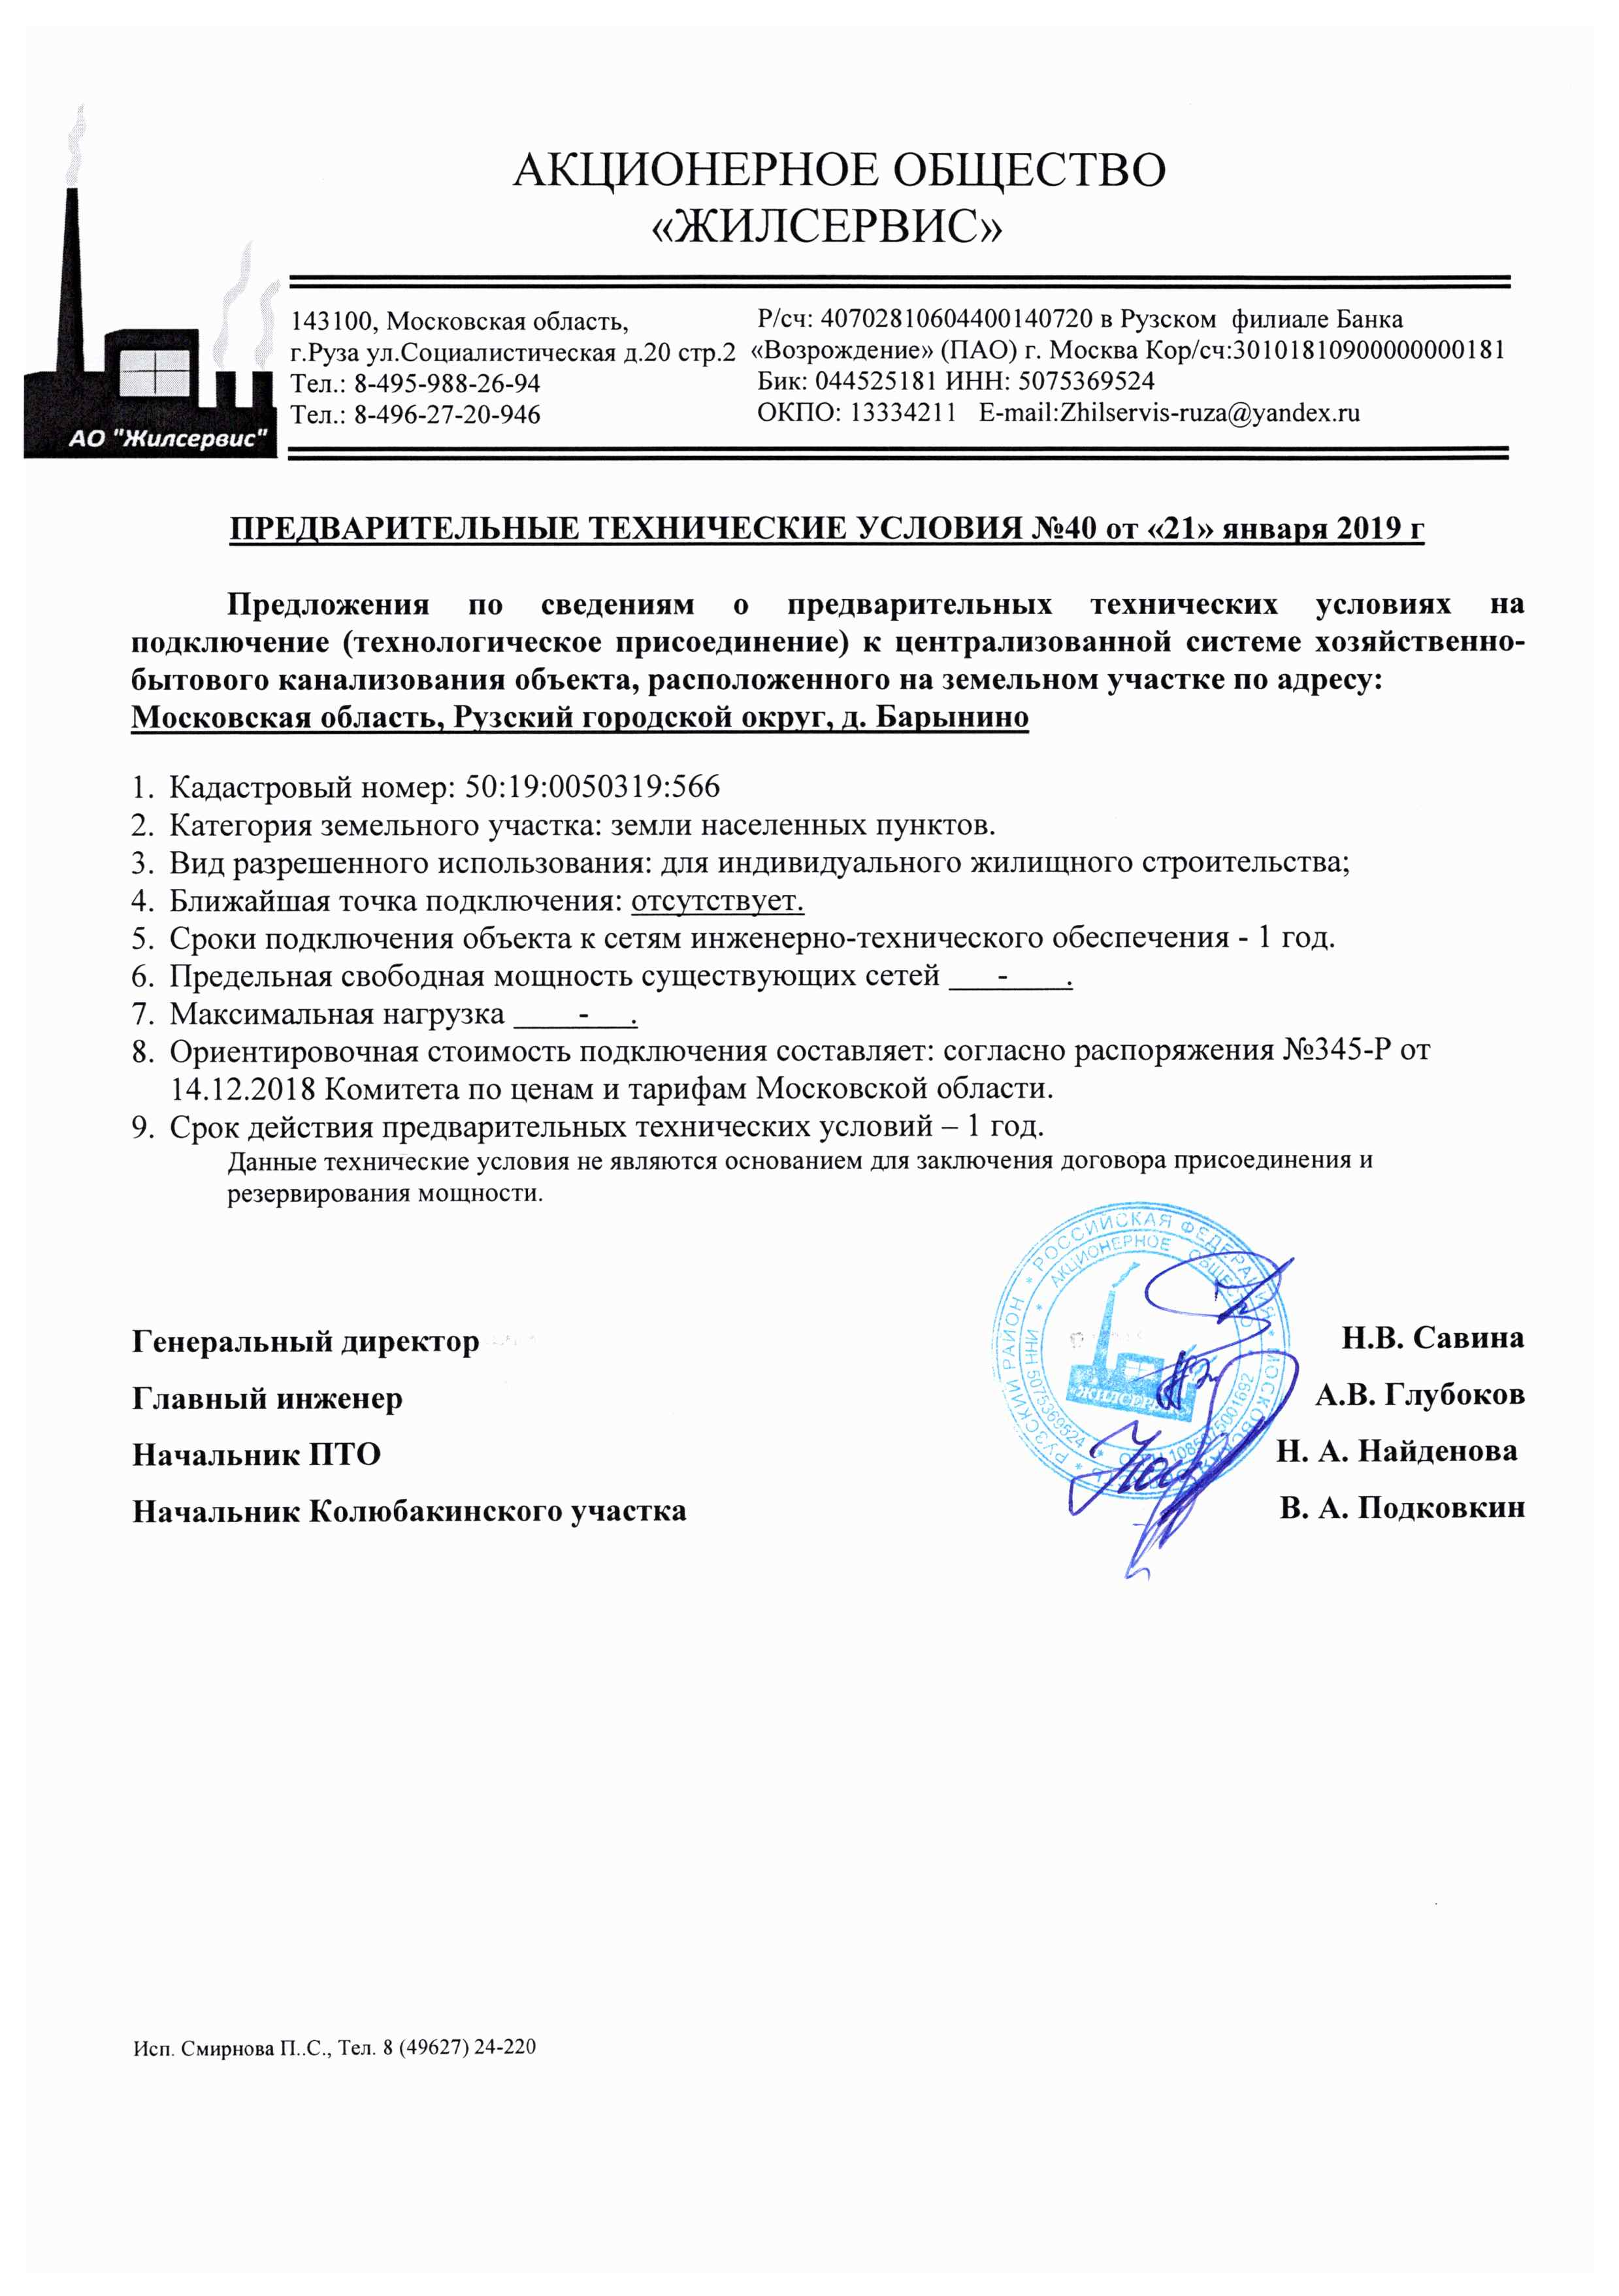 АКЦИОНЕРНОЕ ОБЩЕСТВО
«ЖИЛСЕРВИС»
АО "Жилсервис"
143100, Московская область,
г.Руза ул.Социалистическая д.20 стр.2
Тел.: 8-495-988-26-94
Тел.: 8-496-27-20-946
Р/сч: 40702810604400140720 в Рузском филиале Банка
«Возрождение» (ПАО) г. Москва Кор/сч:30101810900000000181
Бик: 044525181 ИНН: 5075369524
ОКПО: 13334211 E-mail:Zhilservis-ruza@yandex.ru
ПРЕДВАРИТЕЛЬНЫЕ ТЕХНИЧЕСКИЕ УСЛОВИЯ №40 от «21» января 2019 г
Предложения по сведениям о предварительных технических условиях на
подключение (технологическое присоединение) к централизованной системе хозяйственно-
бытового канализования объекта, расположенного на земельном участке по адресу:
Московская область, Рузский городской округ, д. Барынино
1. Кадастровый номер: 50:19:0050319:566
2. Категория земельного участка: земли населенных пунктов.
3. Вид разрешенного использования: для индивидуального жилищного строительства;
4. Ближайшая точка подключения: отсутствует.
5. Сроки подключения объекта к сетям инженерно-технического обеспечения - 1 год.
6. Предельная свободная мощность существующих сетей ___-____.
7. Максимальная нагрузка ____-___.
8. Ориентировочная стоимость подключения составляет: согласно распоряжения №345-Р от
14.12.2018 Комитета по ценам и тарифам Московской области.
9. Срок действия предварительных технических условий – 1 год.
Данные технические условия не являются основанием для заключения договора присоединения и
резервирования мощности.
РУЗСКИЙ РАЙОН * РОССИЙСКАЯ ФЕДЕРАЦИЯ *
* АКЦИОНЕРНОЕ ОБЩЕСТВО
ИНН 5075369524 *
ЖИЛСЕРВИС
Генеральный директор Н.В. Савина
Главный инженер А.В. Глубоков
Начальник ПТО Н. А. Найденова
Начальник Колюбакинского участка В. А. Подковкин
Исп. Смирнова П..С., Тел. 8 (49627) 24-220